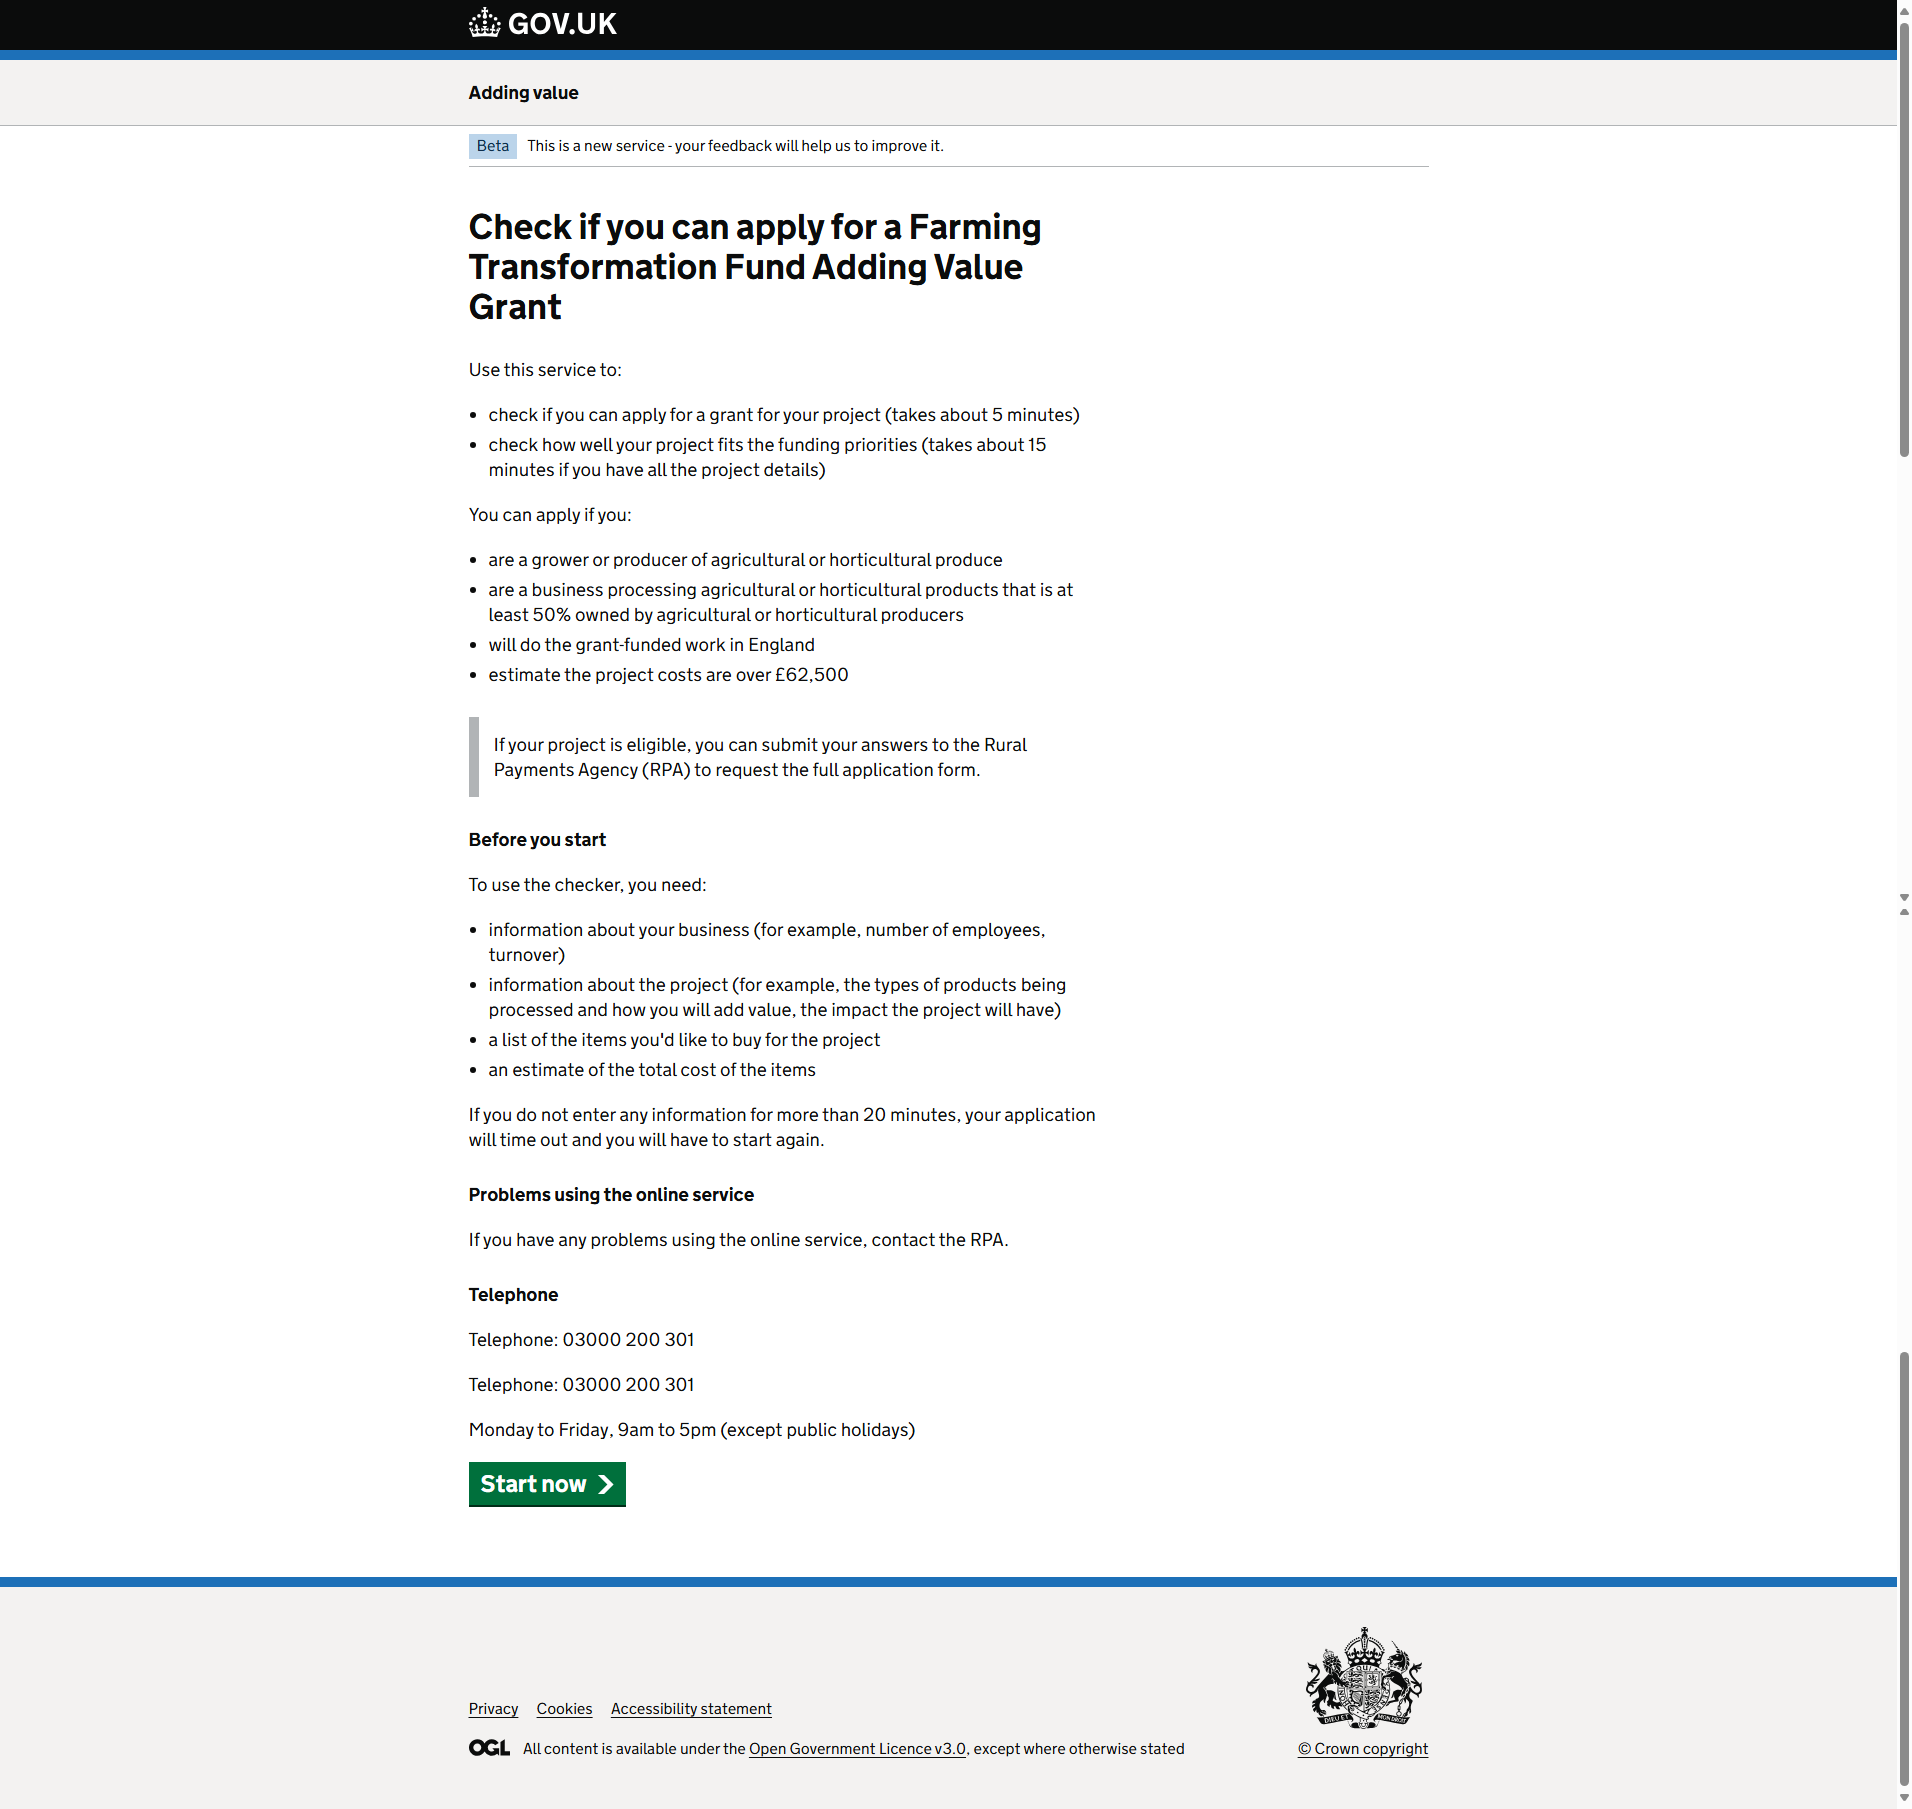 GOV.UK
Adding value
Beta This is a new service - your feedback will help us to improve it.
Check if you can apply for a Farming
Transformation Fund Adding Value
Grant
Use this service to:
• check if you can apply for a grant for your project (takes about 5 minutes)
• check how well your project fits the funding priorities (takes about 15
minutes if you have all the project details)
You can apply if you:
• are a grower or producer of agricultural or horticultural produce
• are a business processing agricultural or horticultural products that is at
least 50% owned by agricultural or horticultural producers
• will do the grant-funded work in England
• estimate the project costs are over £62,500
If your project is eligible, you can submit your answers to the Rural
Payments Agency (RPA) to request the full application form.
Before you start
To use the checker, you need:
• information about your business (for example, number of employees,
turnover)
• information about the project (for example, the types of products being
processed and how you will add value, the impact the project will have)
• a list of the items you'd like to buy for the project
• an estimate of the total cost of the items
If you do not enter any information for more than 20 minutes, your application
will time out and you will have to start again.
Problems using the online service
If you have any problems using the online service, contact the RPA.
Telephone
Telephone: 03000 200 301
Telephone: 03000 200 301
Monday to Friday, 9am to 5pm (except public holidays)
Start now
Privacy Cookies Accessibility statement
OGL All content is available under the Open Government Licence v3.0, except where otherwise stated
© Crown copyright